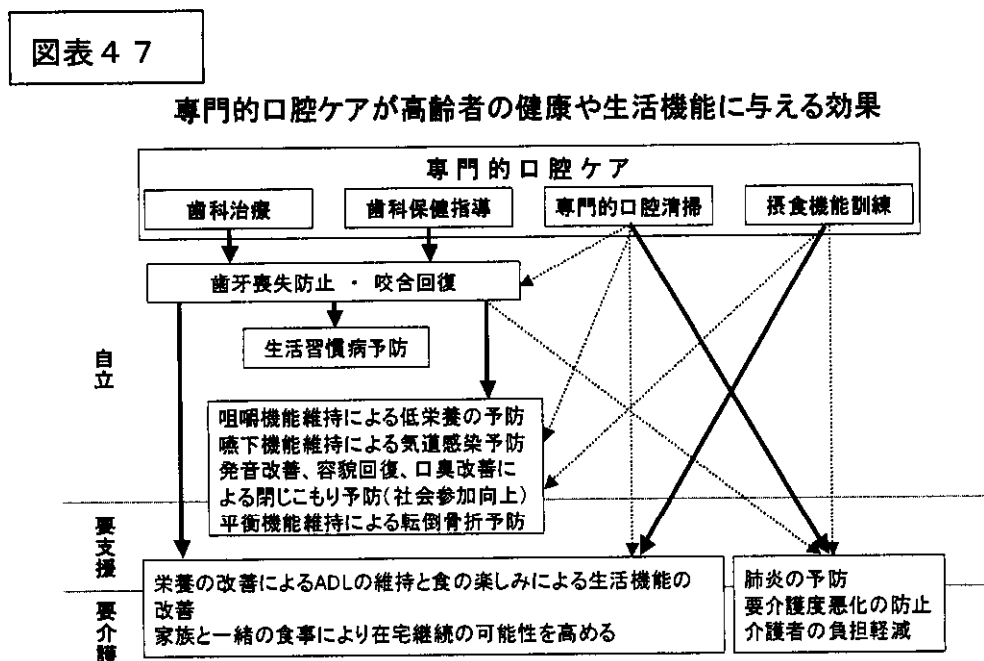 図表47
専門的口腔ケアが高齢者の健康や生活機能に与える効果
専門的口腔ケア
歯科治療
歯科保健指導
専門的口腔清掃
摂食機能訓練
歯牙喪失防止・咬合回復
生活習慣病予防
自立
咀嚼機能維持による低栄養の予防
嚥下機能維持による気道感染予防
発音改善、容貌回復、口臭改善に
よる閉じこもり予防(社会参加向上)
平衡機能維持による転倒骨折予防
要支援
栄養の改善によるADLの維持と食の楽しみによる生活機能の
改善
家族と一緒の食事により在宅継続の可能性を高める
肺炎の予防
要介護度悪化の防止
介護者の負担軽減
要介護